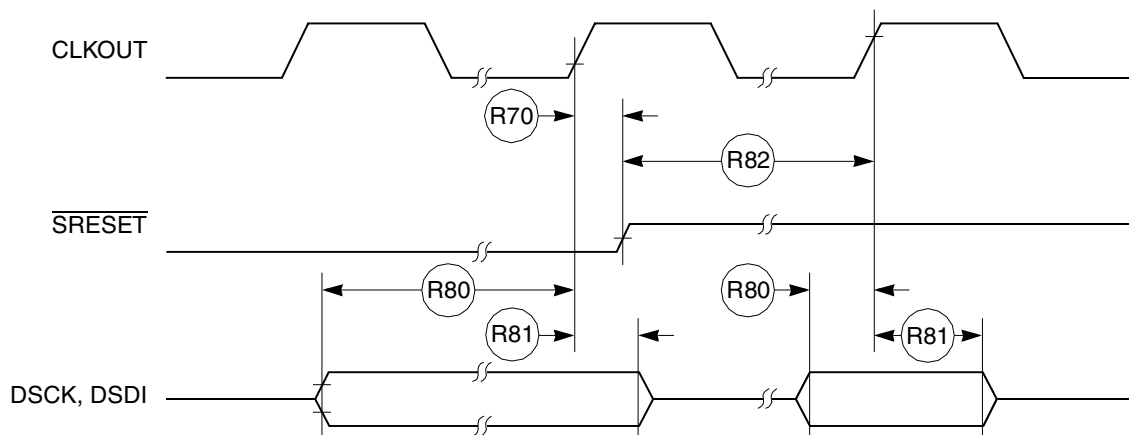 CLKOUT
R70
R82
SRESET
R80
R80
R81
R81
DSCK, DSDI